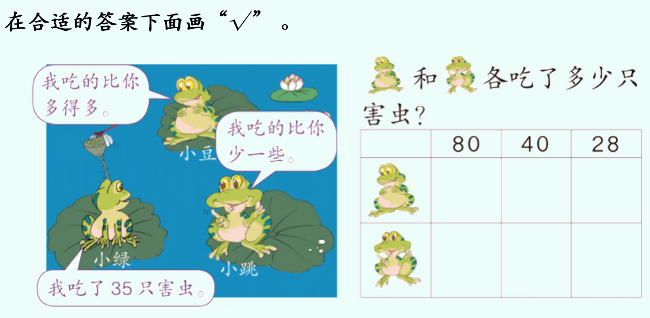 在合适的答案下面画“√”。
我吃的比你
多得多。
小豆
我吃的比你
少一些。
小绿
小跳
我吃了35只害虫。
和 各吃了多少只
害虫？
80 40 28